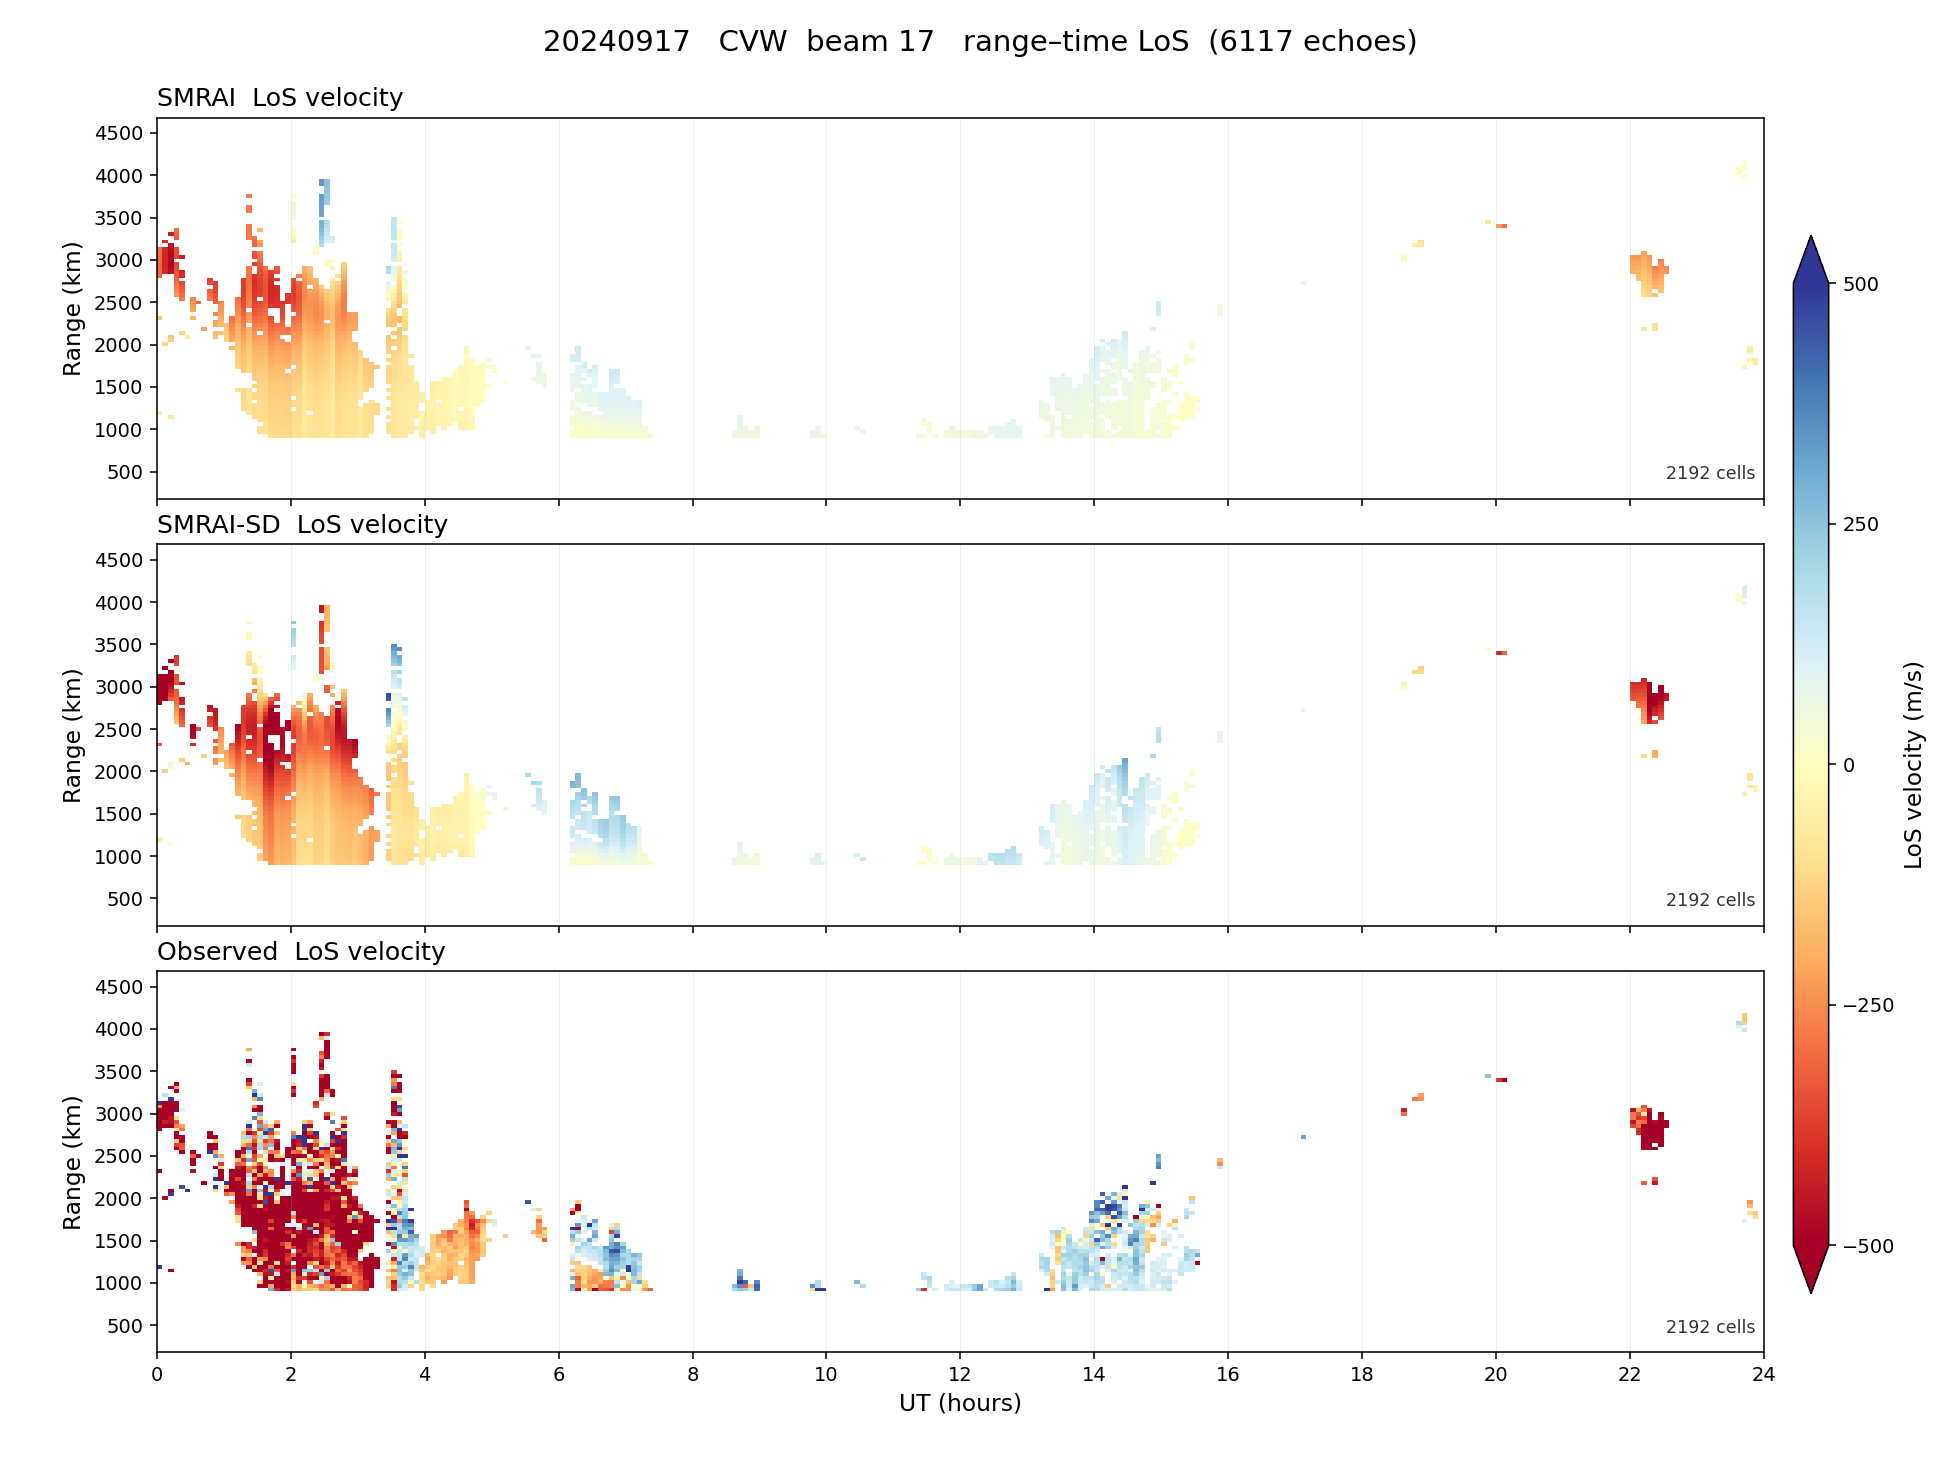 20240917   CVW  beam 17   range–time LoS  (6117 echoes)
SMRAI  LoS velocity
4500
4000
3500
3000
2500
2000
1500
1000
500
Range (km)
2192 cells
SMRAI-SD  LoS velocity
4500
4000
3500
3000
2500
2000
1500
1000
500
Range (km)
2192 cells
Observed  LoS velocity
4500
4000
3500
3000
2500
2000
1500
1000
500
Range (km)
2192 cells
0 2 4 6 8 10 12 14 16 18 20 22 24
UT (hours)
500
250
0
−250
−500
LoS velocity (m/s)